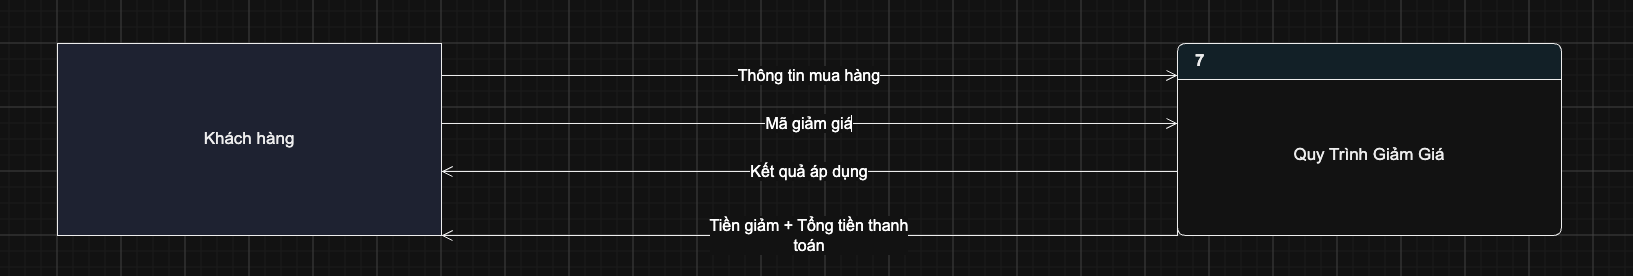 Khách hàng
Thông tin mua hàng
Mã giảm giá
Kết quả áp dụng
Tiền giảm + Tổng tiền thanh
toán
7
Quy Trình Giảm Giá